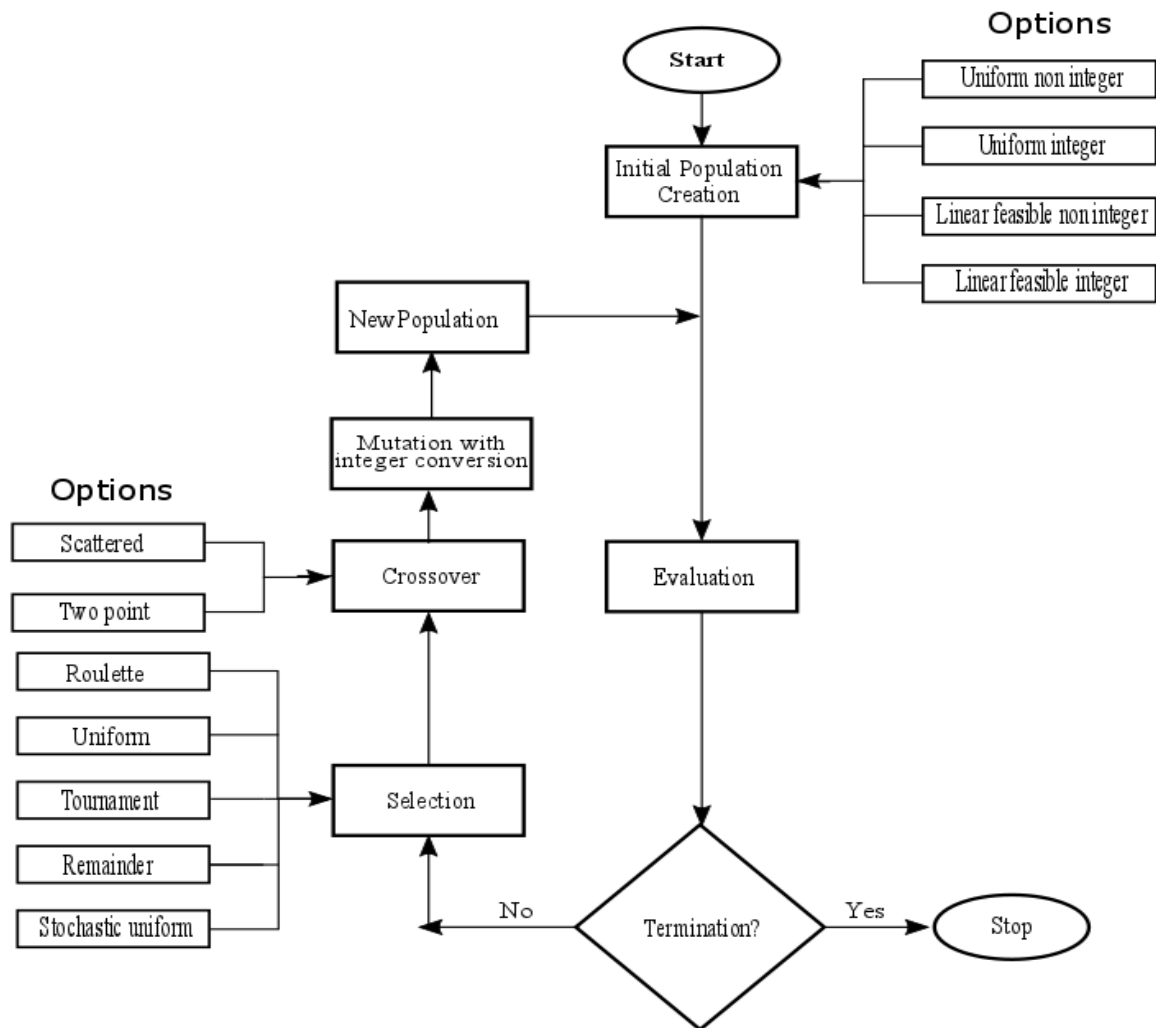 Options
Start
Uniform non integer
Uniform integer
Initial Population
Creation
Linear feasible non integer
Linear feasible integer
New Population
Mutation with
integer conversion
Options
Scattered
Crossover
Evaluation
Two point
Roulette
Uniform
Tournament
Selection
Remainder
Stochastic uniform
No
Termination?
Yes
Stop